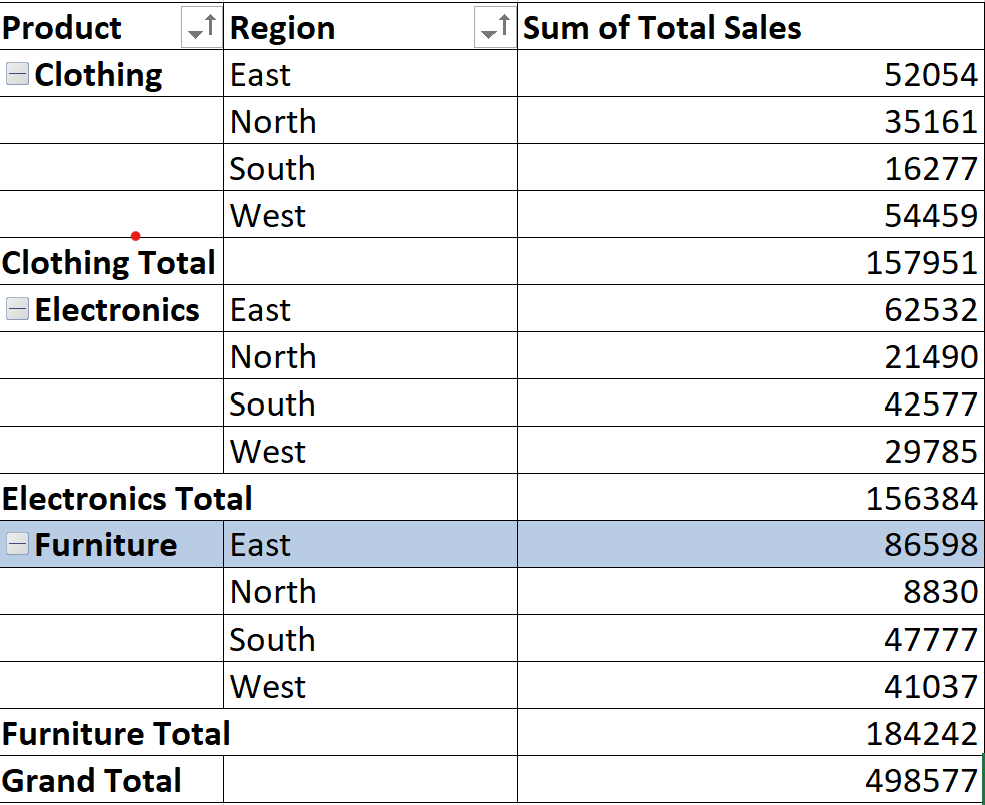 Product Region Sum of Total Sales
Clothing East 52054
North 35161
South 16277
West 54459
Clothing Total 157951
Electronics East 62532
North 21490
South 42577
West 29785
Electronics Total 156384
Furniture East 86598
North 8830
South 47777
West 41037
Furniture Total 184242
Grand Total 498577